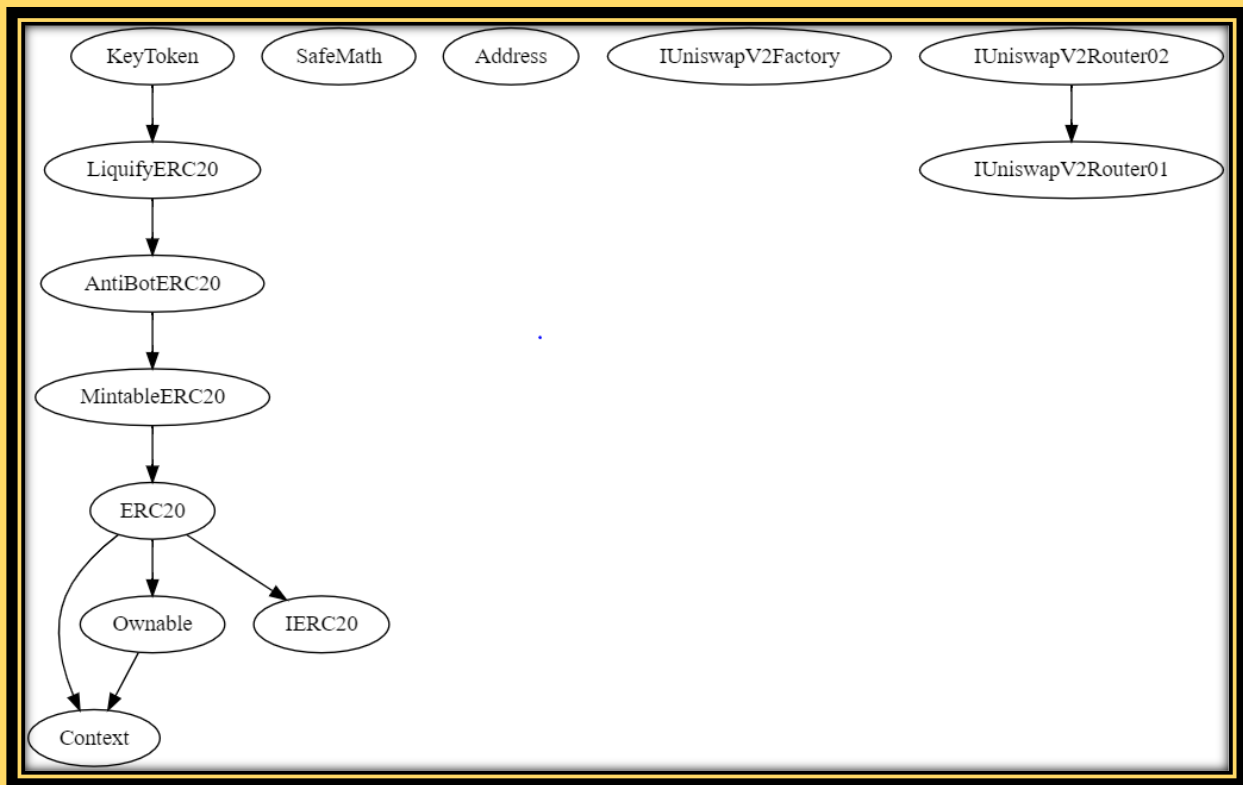 KeyToken
SafeMath
Address
IUniswapV2Factory
IUniswapV2Router02
LiquifyERC20
IUniswapV2Router01
AntiBotERC20
MintableERC20
ERC20
Ownable
IERC20
Context